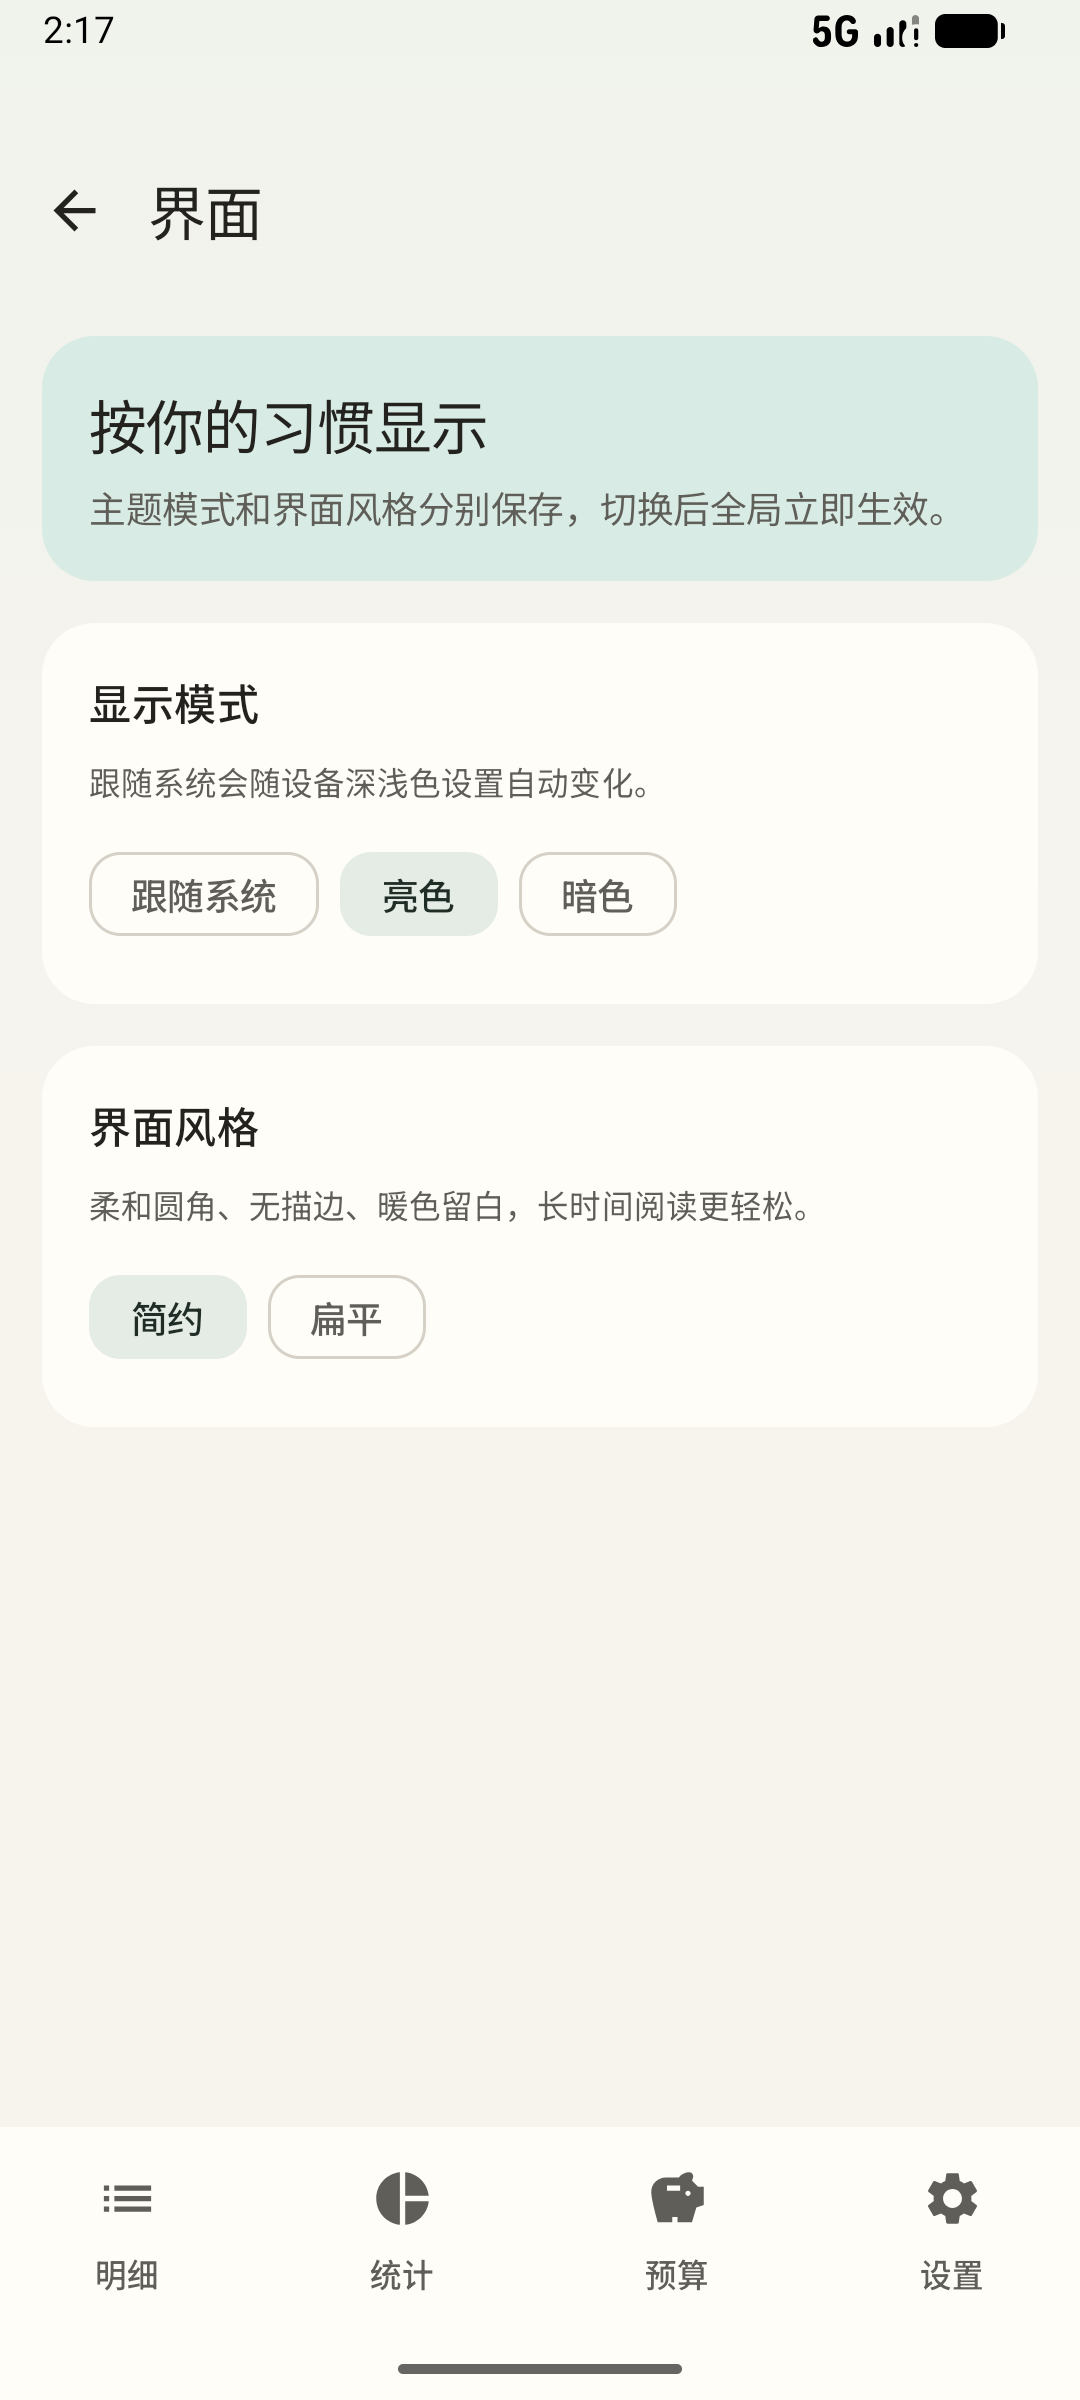 2:17
5G
界面
按你的习惯显示
主题模式和界面风格分别保存，切换后全局立即生效。
显示模式
跟随系统会随设备深浅色设置自动变化。
跟随系统 亮色 暗色
界面风格
柔和圆角、无描边、暖色留白，长时间阅读更轻松。
简约 扁平
明细 统计 预算 设置